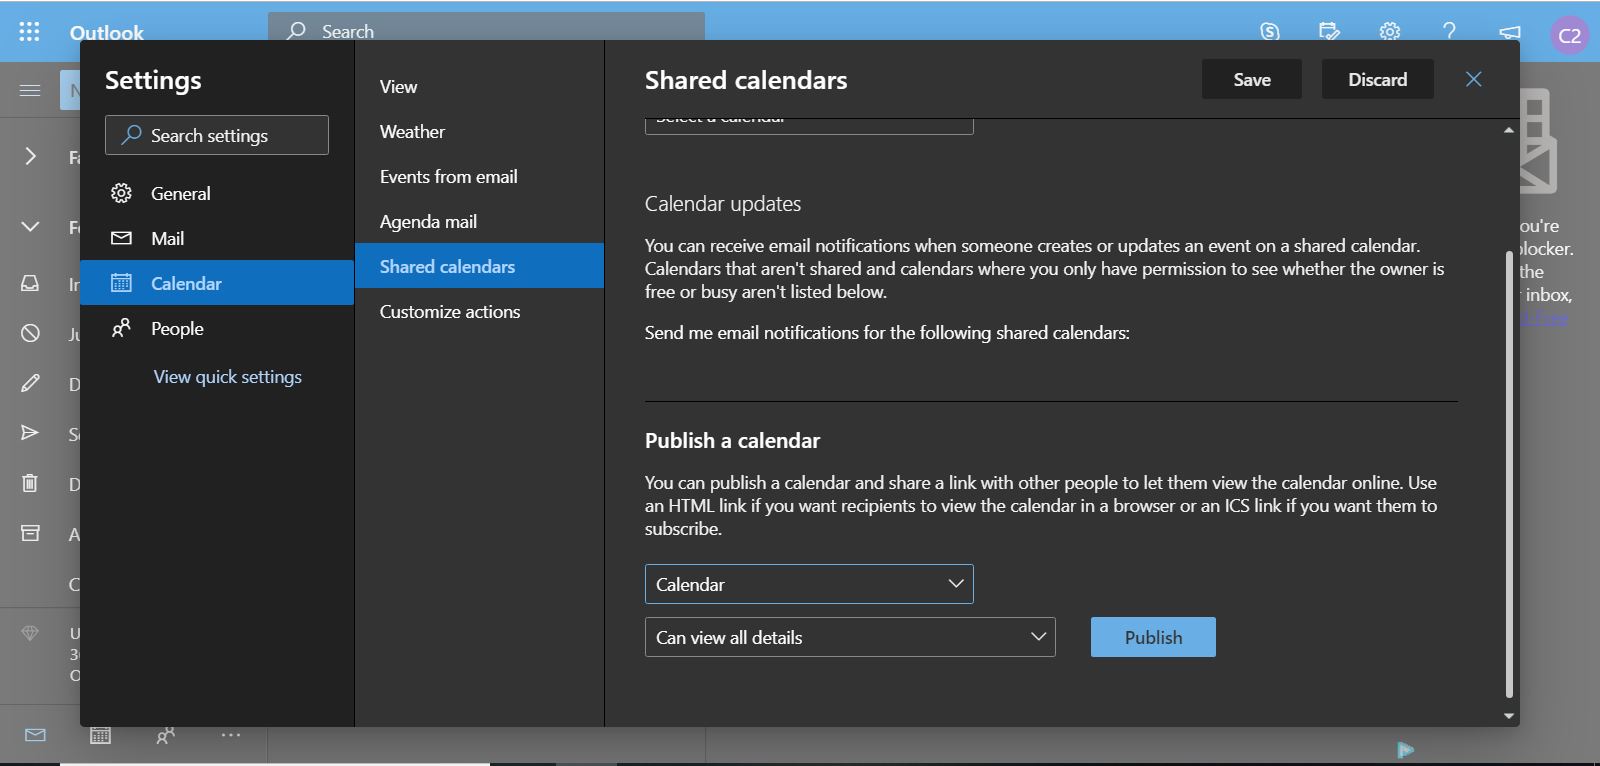 Outlook
Search
C2
Settings
Search settings
General
Mail
Calendar
People
View quick settings
View
Weather
Events from email
Agenda mail
Shared calendars
Customize actions
Shared calendars
Save
Discard
Select a calendar
Calendar updates
You can receive email notifications when someone creates or updates an event on a shared calendar.
Calendars that aren't shared and calendars where you only have permission to see whether the owner is
free or busy aren't listed below.
Send me email notifications for the following shared calendars:
Publish a calendar
You can publish a calendar and share a link with other people to let them view the calendar online. Use
an HTML link if you want recipients to view the calendar in a browser or an ICS link if you want them to
subscribe.
Calendar
Can view all details
Publish
you're
blocker.
the
inbox,